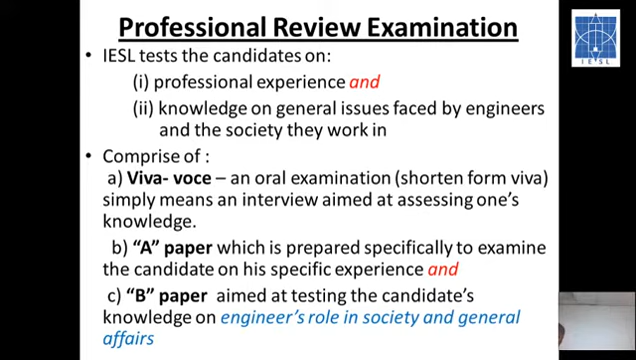 Professional Review Examination
• IESL tests the candidates on:
(i) professional experience and
(ii) knowledge on general issues faced by engineers
and the society they work in
• Comprise of :
a) Viva- voce – an oral examination (shorten form viva)
simply means an interview aimed at assessing one's
knowledge.
b) “A” paper which is prepared specifically to examine
the candidate on his specific experience and
c) “B” paper aimed at testing the candidate's
knowledge on engineer's role in society and general
affairs
I E S L